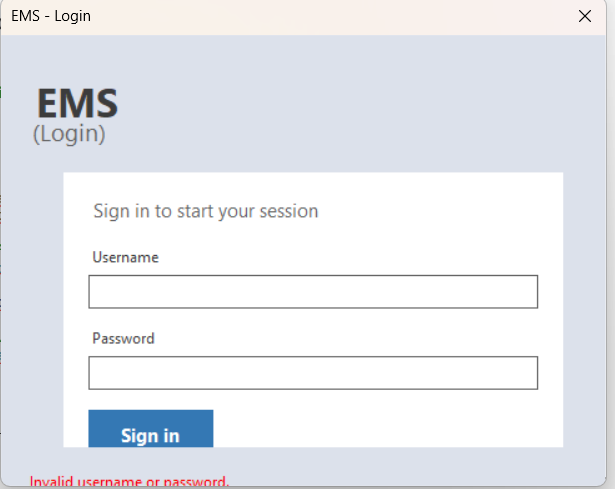 EMS - Login
EMS
(Login)
Sign in to start your session
Username
Password
Sign in
Invalid username or password.